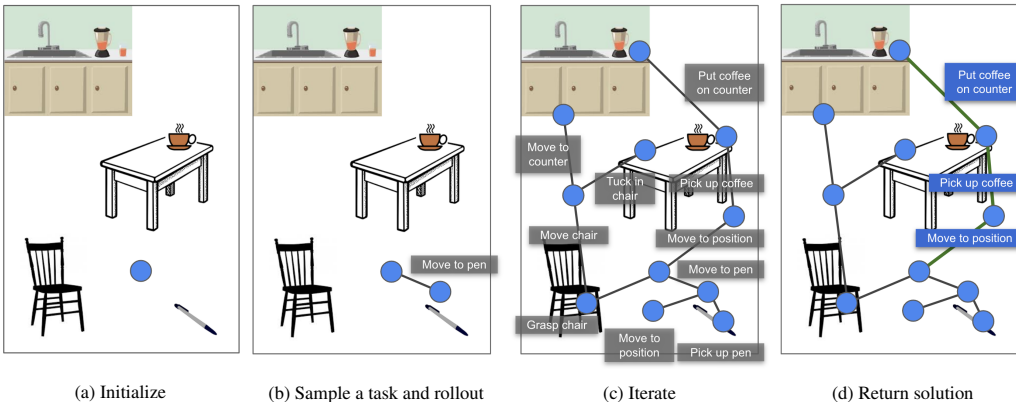 Move to pen
Put coffee
on counter
Move to
counter
Tuck in
chair
Pick up coffee
Move chair
Move to position
Move to pen
Grasp chair
Move to
position
Pick up pen
Put coffee
on counter
Pick up coffee
Move to position
(a) Initialize
(b) Sample a task and rollout
(c) Iterate
(d) Return solution